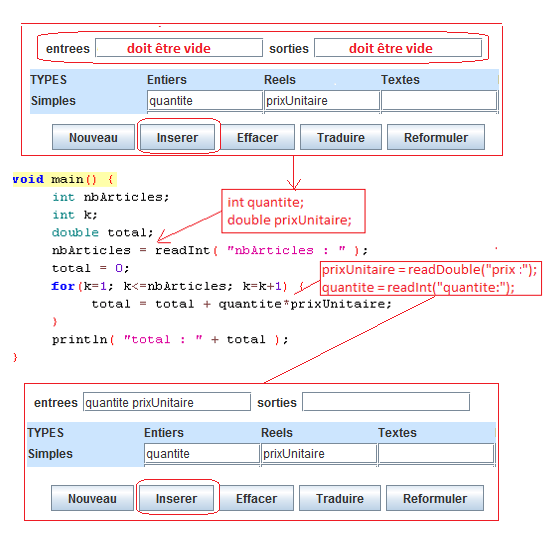 entrees doit être vide sorties doit être vide
TYPES Entiers Reels Textes
Simples quantite prixUnitaire
Nouveau Inserer Effacer Traduire Reformuler
void main() {
int nbArticles;
int k;
double total;
int quantite;
double prixUnitaire;
nbArticles = readInt( "nbArticles : " );
total = 0;
for(k=1; k<=nbArticles; k=k+1) {
prixUnitaire = readDouble("prix :");
quantite = readInt("quantite:");
total = total + quantite*prixUnitaire;
}
println( "total : " + total );
}
entrees quantite prixUnitaire sorties
TYPES Entiers Reels Textes
Simples quantite prixUnitaire
Nouveau Inserer Effacer Traduire Reformuler